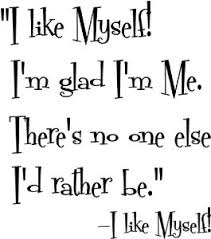 "I like Myself!
I'm glad I'm Me.
There's no one else
I'd rather be."
–I like Myself!